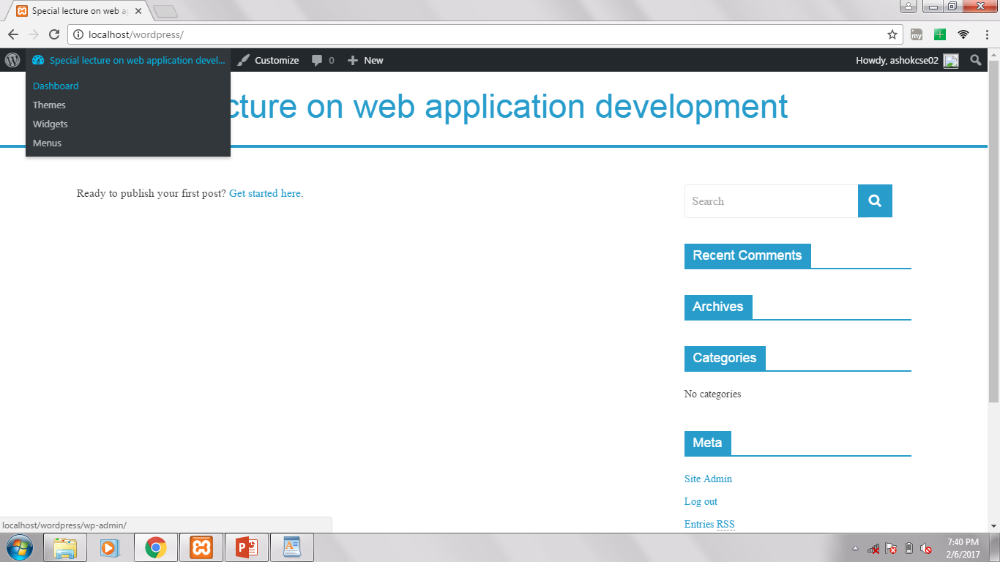 Special lecture on web ap
localhost/wordpress/
my
Special lecture on web application devel...
Customize
0
New
Howdy, ashokcse02
Dashboard
Themes
Widgets
Menus
cture on web application development
Ready to publish your first post? Get started here.
Search
Recent Comments
Archives
Categories
No categories
Meta
Site Admin
Log out
Entries RSS
localhost/wordpress/wp-admin/
7:40 PM
2/6/2017